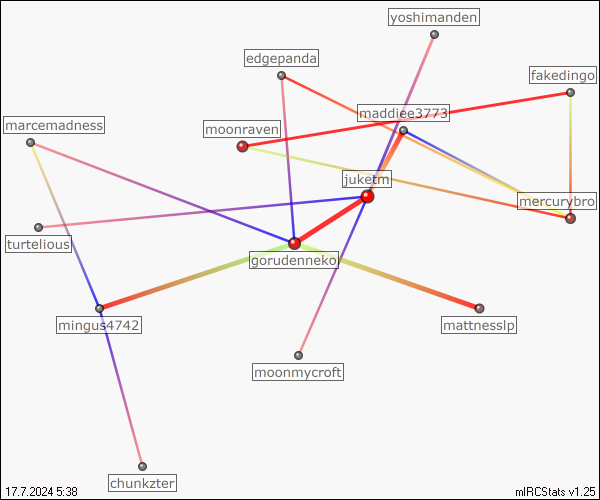 yoshimanden
edgepanda
fakedingo
maddiee3773
marcemadness
moonraven
juketm
mercurybro
turtelious
gorudenneko
mingus4742
mattnesslp
moonmycroft
chunkzter
17.7.2024 5:38
mIRCStats v1.25